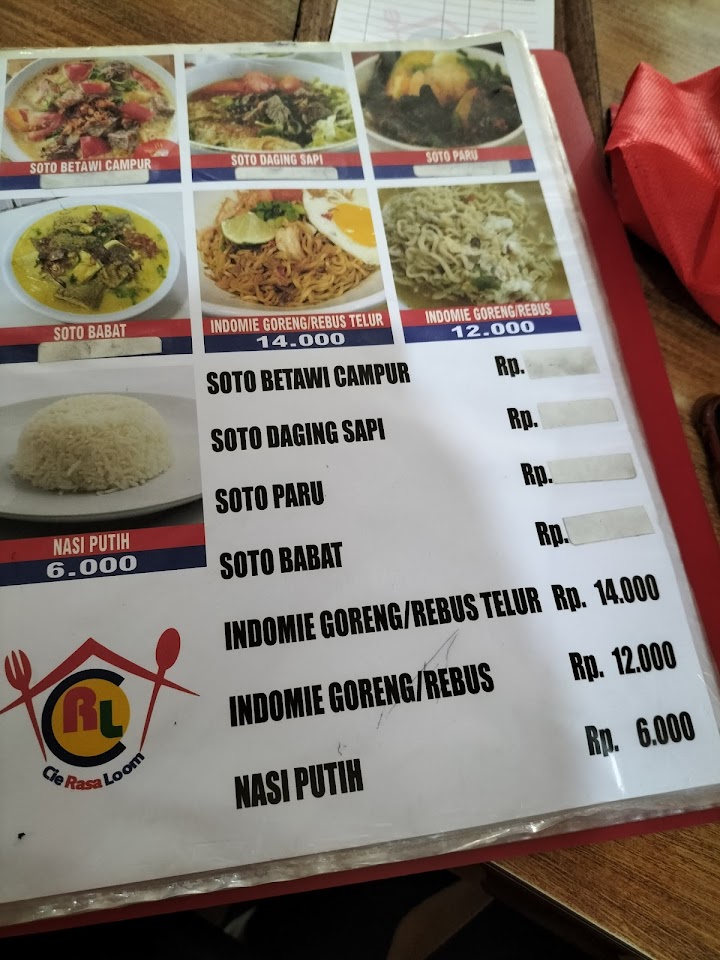 SOTO BETAWI CAMPUR
SOTO DAGING SAPI
SOTO PARU
SOTO BABAT
INDOMIE GORENG/REBUS TELUR
14.000
INDOMIE GORENG/REBUS
12.000
NASI PUTIH
6.000
SOTO BETAWI CAMPUR Rp.
SOTO DAGING SAPI Rp.
SOTO PARU Rp.
SOTO BABAT Rp.
INDOMIE GORENG/REBUS TELUR Rp. 14.000
INDOMIE GORENG/REBUS Rp. 12.000
NASI PUTIH Rp. 6.000
CRL
Cie Rasa Loom